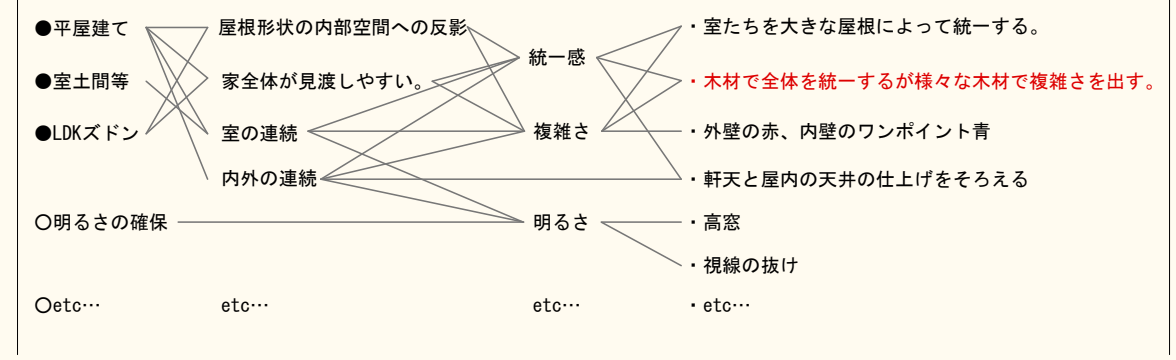 ●平屋建て 屋根形状の内部空間への反影 ・室たちを大きな屋根によって統一する。
統一感
●室土間等 家全体が見渡しやすい。 ・木材で全体を統一するが様々な木材で複雑さを出す。
●LDKズドン 室の連続 複雑さ ・外壁の赤、内壁のワンポイント青
内外の連続 ・軒天と屋内の天井の仕上げをそろえる
○明るさの確保 明るさ ・高窓
・視線の抜け
○etc… etc… etc… ・etc…